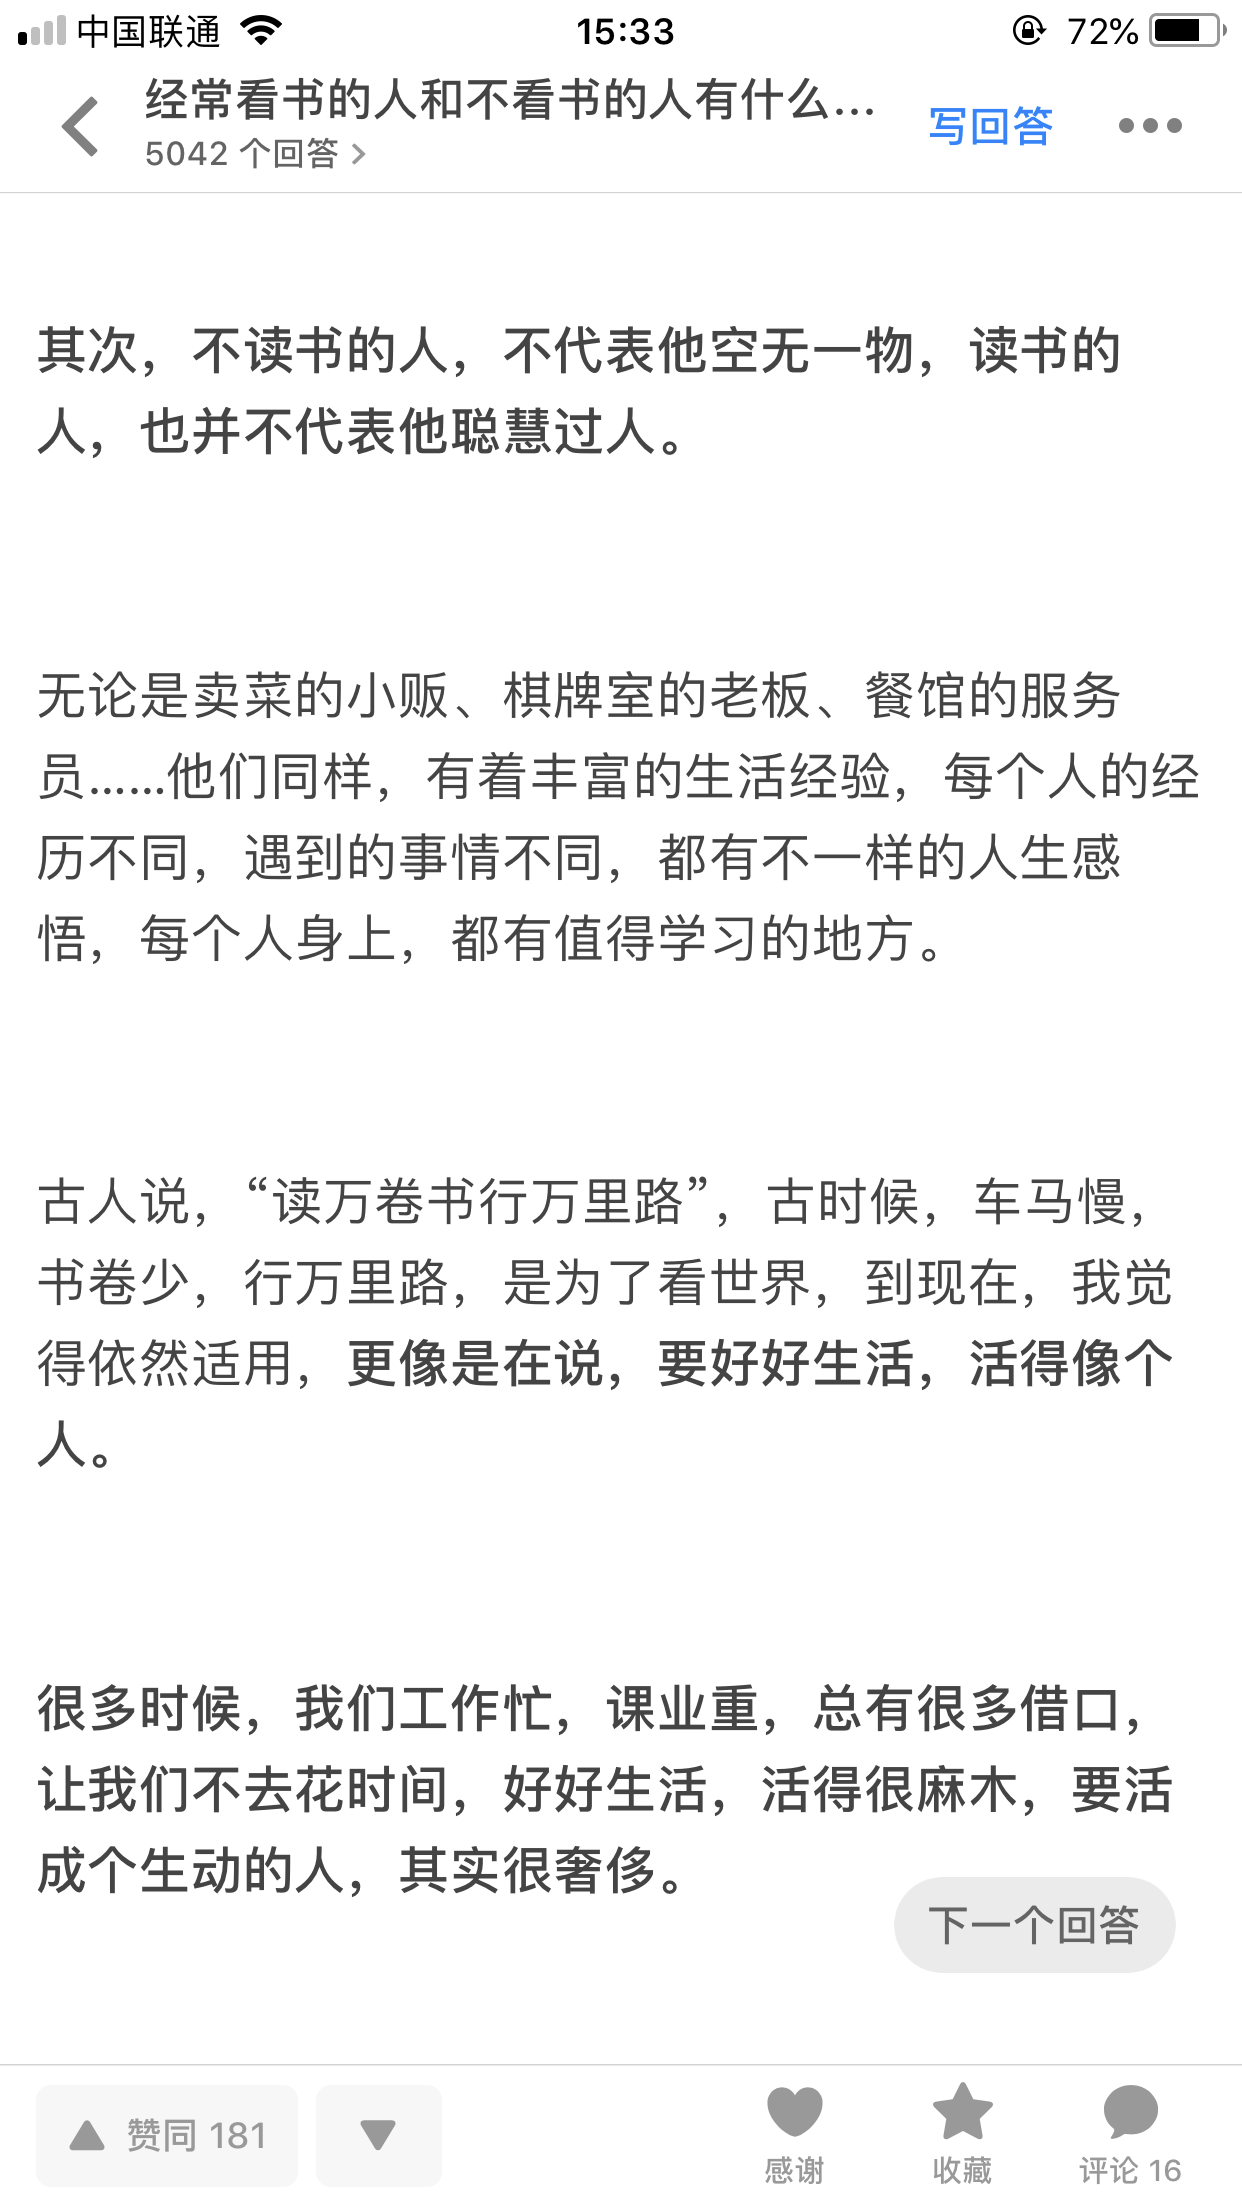 中国联通 15:33 72%
经常看书的人和不看书的人有什么...
5042 个回答
写回答
其次，不读书的人，不代表他空无一物，读书的
人，也并不代表他聪慧过人。
无论是卖菜的小贩、棋牌室的老板、餐馆的服务
员......他们同样，有着丰富的生活经验，每个人的经
历不同，遇到的事情不同，都有不一样的人生感
悟，每个人身上，都有值得学习的地方。
古人说，“读万卷书行万里路”，古时候，车马慢，
书卷少，行万里路，是为了看世界，到现在，我觉
得依然适用，更像是在说，要好好生活，活得像个
人。
很多时候，我们工作忙，课业重，总有很多借口，
让我们不去花时间，好好生活，活得很麻木，要活
成个生动的人，其实很奢侈。
下一个回答
赞同 181
感谢
收藏
评论 16